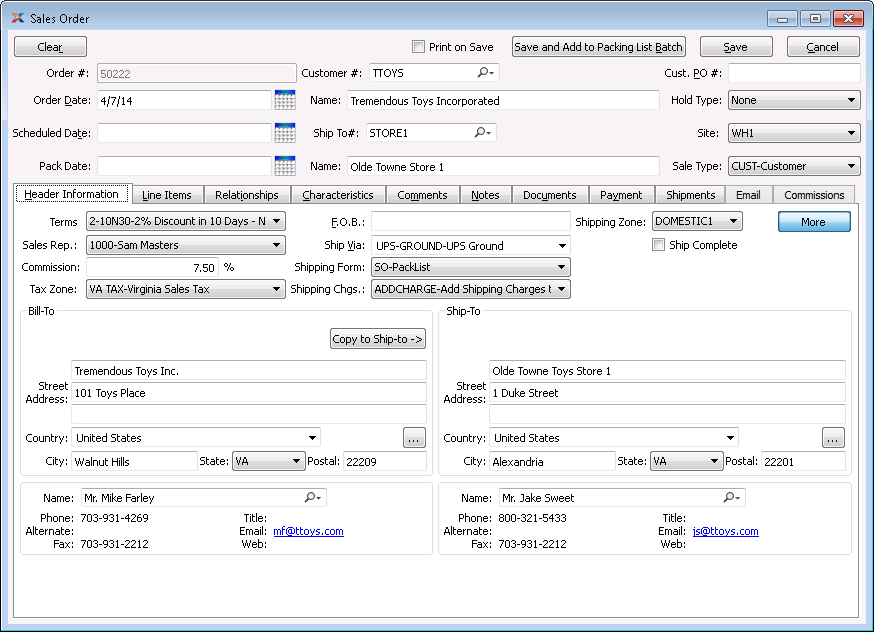 Sales Order
Clear Print on Save Save and Add to Packing List Batch Save Cancel
Order #: 50222 Customer #: TTOYS Cust. PO #:
Order Date: 4/7/14 Name: Tremendous Toys Incorporated Hold Type: None
Scheduled Date: Ship To#: STORE1 Site: WH1
Pack Date: Name: Olde Towne Store 1 Sale Type: CUST-Customer
Header Information Line Items Relationships Characteristics Comments Notes Documents Payment Shipments Email Commissions
Terms 2-10N30-2% Discount in 10 Days - N F.O.B.: Shipping Zone: DOMESTIC1 More
Sales Rep.: 1000-Sam Masters Ship Via: UPS-GROUND-UPS Ground Ship Complete
Commission: 7.50 % Shipping Form: SO-PackList
Tax Zone: VA TAX-Virginia Sales Tax Shipping Chgs.: ADDCHARGE-Add Shipping Charges t
Bill-To Ship-To
Copy to Ship-to ->
Tremendous Toys Inc. Olde Towne Toys Store 1
Street Address: 101 Toys Place Street Address: 1 Duke Street
Country: United States ... Country: United States ...
City: Walnut Hills State: VA Postal: 22209 City: Alexandria State: VA Postal: 22201
Name: Mr. Mike Farley Name: Mr. Jake Sweet
Phone: 703-931-4269 Title: Phone: 800-321-5433 Title:
Alternate: Email: mf@ttoys.com Alternate: Email: js@ttoys.com
Fax: 703-931-2212 Web: Fax: 703-931-2212 Web: